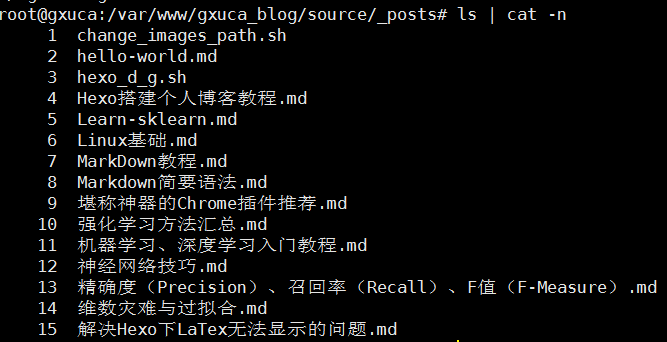 root@gxuca:/var/www/gxuca_blog/source/_posts# ls | cat -n
1 change_images_path.sh
2 hello-world.md
3 hexo_d_g.sh
4 Hexo搭建个人博客教程.md
5 Learn-sklearn.md
6 Linux基础.md
7 MarkDown教程.md
8 Markdown简要语法.md
9 堪称神器的Chrome插件推荐.md
10 强化学习方法汇总.md
11 机器学习、深度学习入门教程.md
12 神经网络技巧.md
13 精确度（Precision）、召回率（Recall）、F值（F-Measure）.md
14 维数灾难与过拟合.md
15 解决Hexo下LaTex无法显示的问题.md